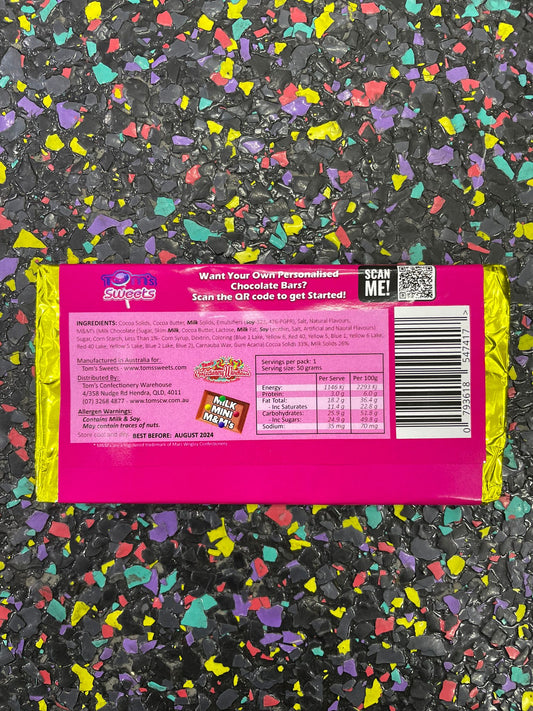 TOM'S
Sweets
Want Your Own Personalised
Chocolate Bars?
Scan the QR code to get Started!
SCAN
ME!
INGREDIENTS: Cocoa Solids, Cocoa Butter, Milk Solids, Emulsifiers (Soy 322, 476 PGPR), Salt, Natural Flavours,
M&M's (Milk Chocolate (Sugar, Skim Milk, Cocoa Butter, Lactose, Milk Fat, Soy Lecithin, Salt, Artificial and Natural Flavours)
Sugar, Corn Starch, Less Than 1%- Corn Syrup, Dextrin, Coloring (Blue 1 Lake, Yellow 6, Red 40, Yellow 5, Blue 1, Yellow 6 Lake,
Red 40 Lake, Yellow 5 Lake, Blue 2 Lake, Blue 2), Carnauba Wax, Gum Acacia) Cocoa Solids 33%, Milk Solids 26%
Manufactured in Australia for:
Tom's Sweets - www.tomssweets.com
Distributed By:
Tom's Confectionery Warehouse
4/358 Nudge Rd Hendra, QLD, 4011
(07) 3268 4877 - www.tomscw.com.au
Allergen Warnings:
Contains Milk & Soy.
May contain traces of nuts.
Store cool and dry. BEST BEFORE: AUGUST 2024
MILK
MINI
M&M's
Servings per pack: 1
Serving size: 50 grams
Per Serve Per 100g
Energy: 1146 kJ 2293 kJ
Protein: 3.0 g 6.0 g
Fat Total: 18.2 g 36.4 g
- Inc Saturates 11.4 g 22.8 g
Carbohydrates: 25.9 g 51.8 g
- Inc Sugars: 24.9 g 49.8 g
Sodium: 35 mg 70 mg
0 793618 547417 >